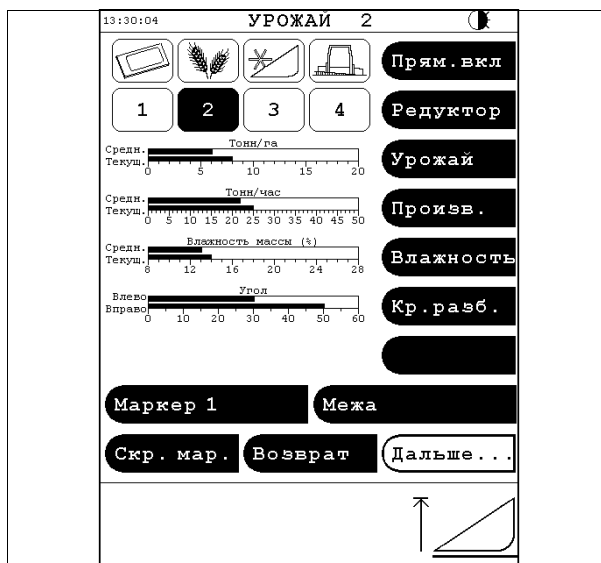 13:30:04 УРОЖАЙ 2
Прям.вкл
1 2 3 4
Редуктор
Тонн/га
Средн.
Текущ.
0 5 10 15 20
Урожай
Тонн/час
Средн.
Текущ.
0 5 10 15 20 25 30 35 40 45 50
Произв.
Влажность массы (%)
Средн.
Текущ.
8 12 16 20 24 28
Влажность
Угол
Влево
Вправо
0 10 20 30 40 50 60
Кр.разб.
Маркер 1 Межа
Скр. мар. Возврат Дальше...